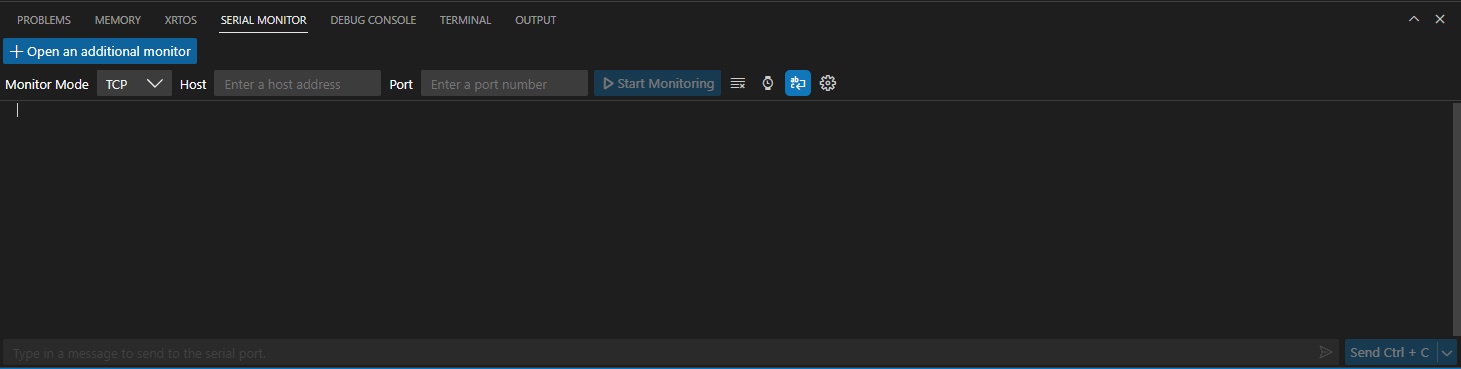 PROBLEMS MEMORY XRTOS SERIAL MONITOR DEBUG CONSOLE TERMINAL OUTPUT
Open an additional monitor
Monitor Mode TCP Host Enter a host address Port Enter a port number Start Monitoring
Type in a message to send to the serial port. Send Ctrl + C